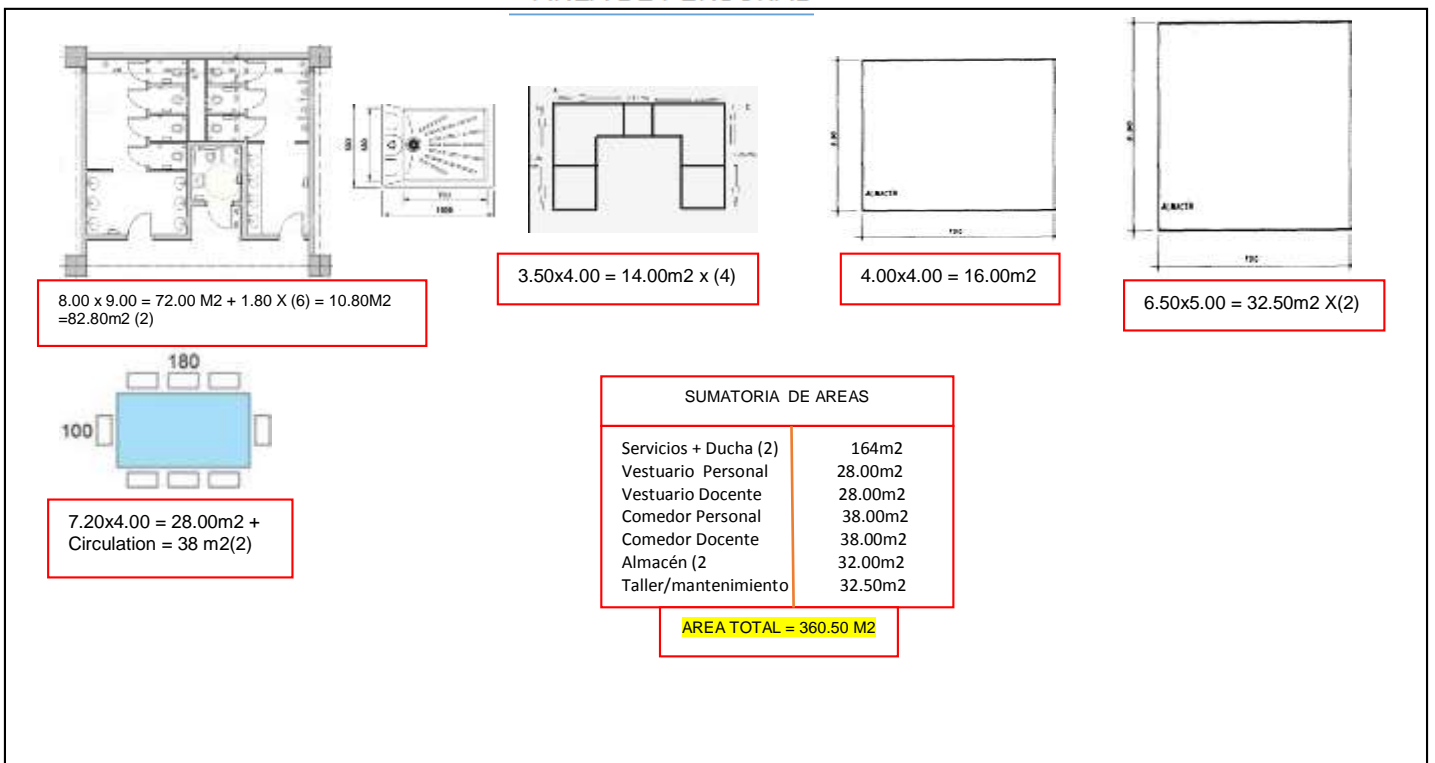 ALMACEN
ALMACEN
8.00 x 9.00 = 72.00 M2 + 1.80 X (6) = 10.80M2
=82.80m2 (2)
3.50x4.00 = 14.00m2 x (4)
4.00x4.00 = 16.00m2
6.50x5.00 = 32.50m2 X(2)
180
100
7.20x4.00 = 28.00m2 +
Circulation = 38 m2(2)
SUMATORIA DE AREAS
Servicios + Ducha (2) 164m2
Vestuario Personal 28.00m2
Vestuario Docente 28.00m2
Comedor Personal 38.00m2
Comedor Docente 38.00m2
Almacén (2 32.00m2
Taller/mantenimiento 32.50m2
AREA TOTAL = 360.50 M2